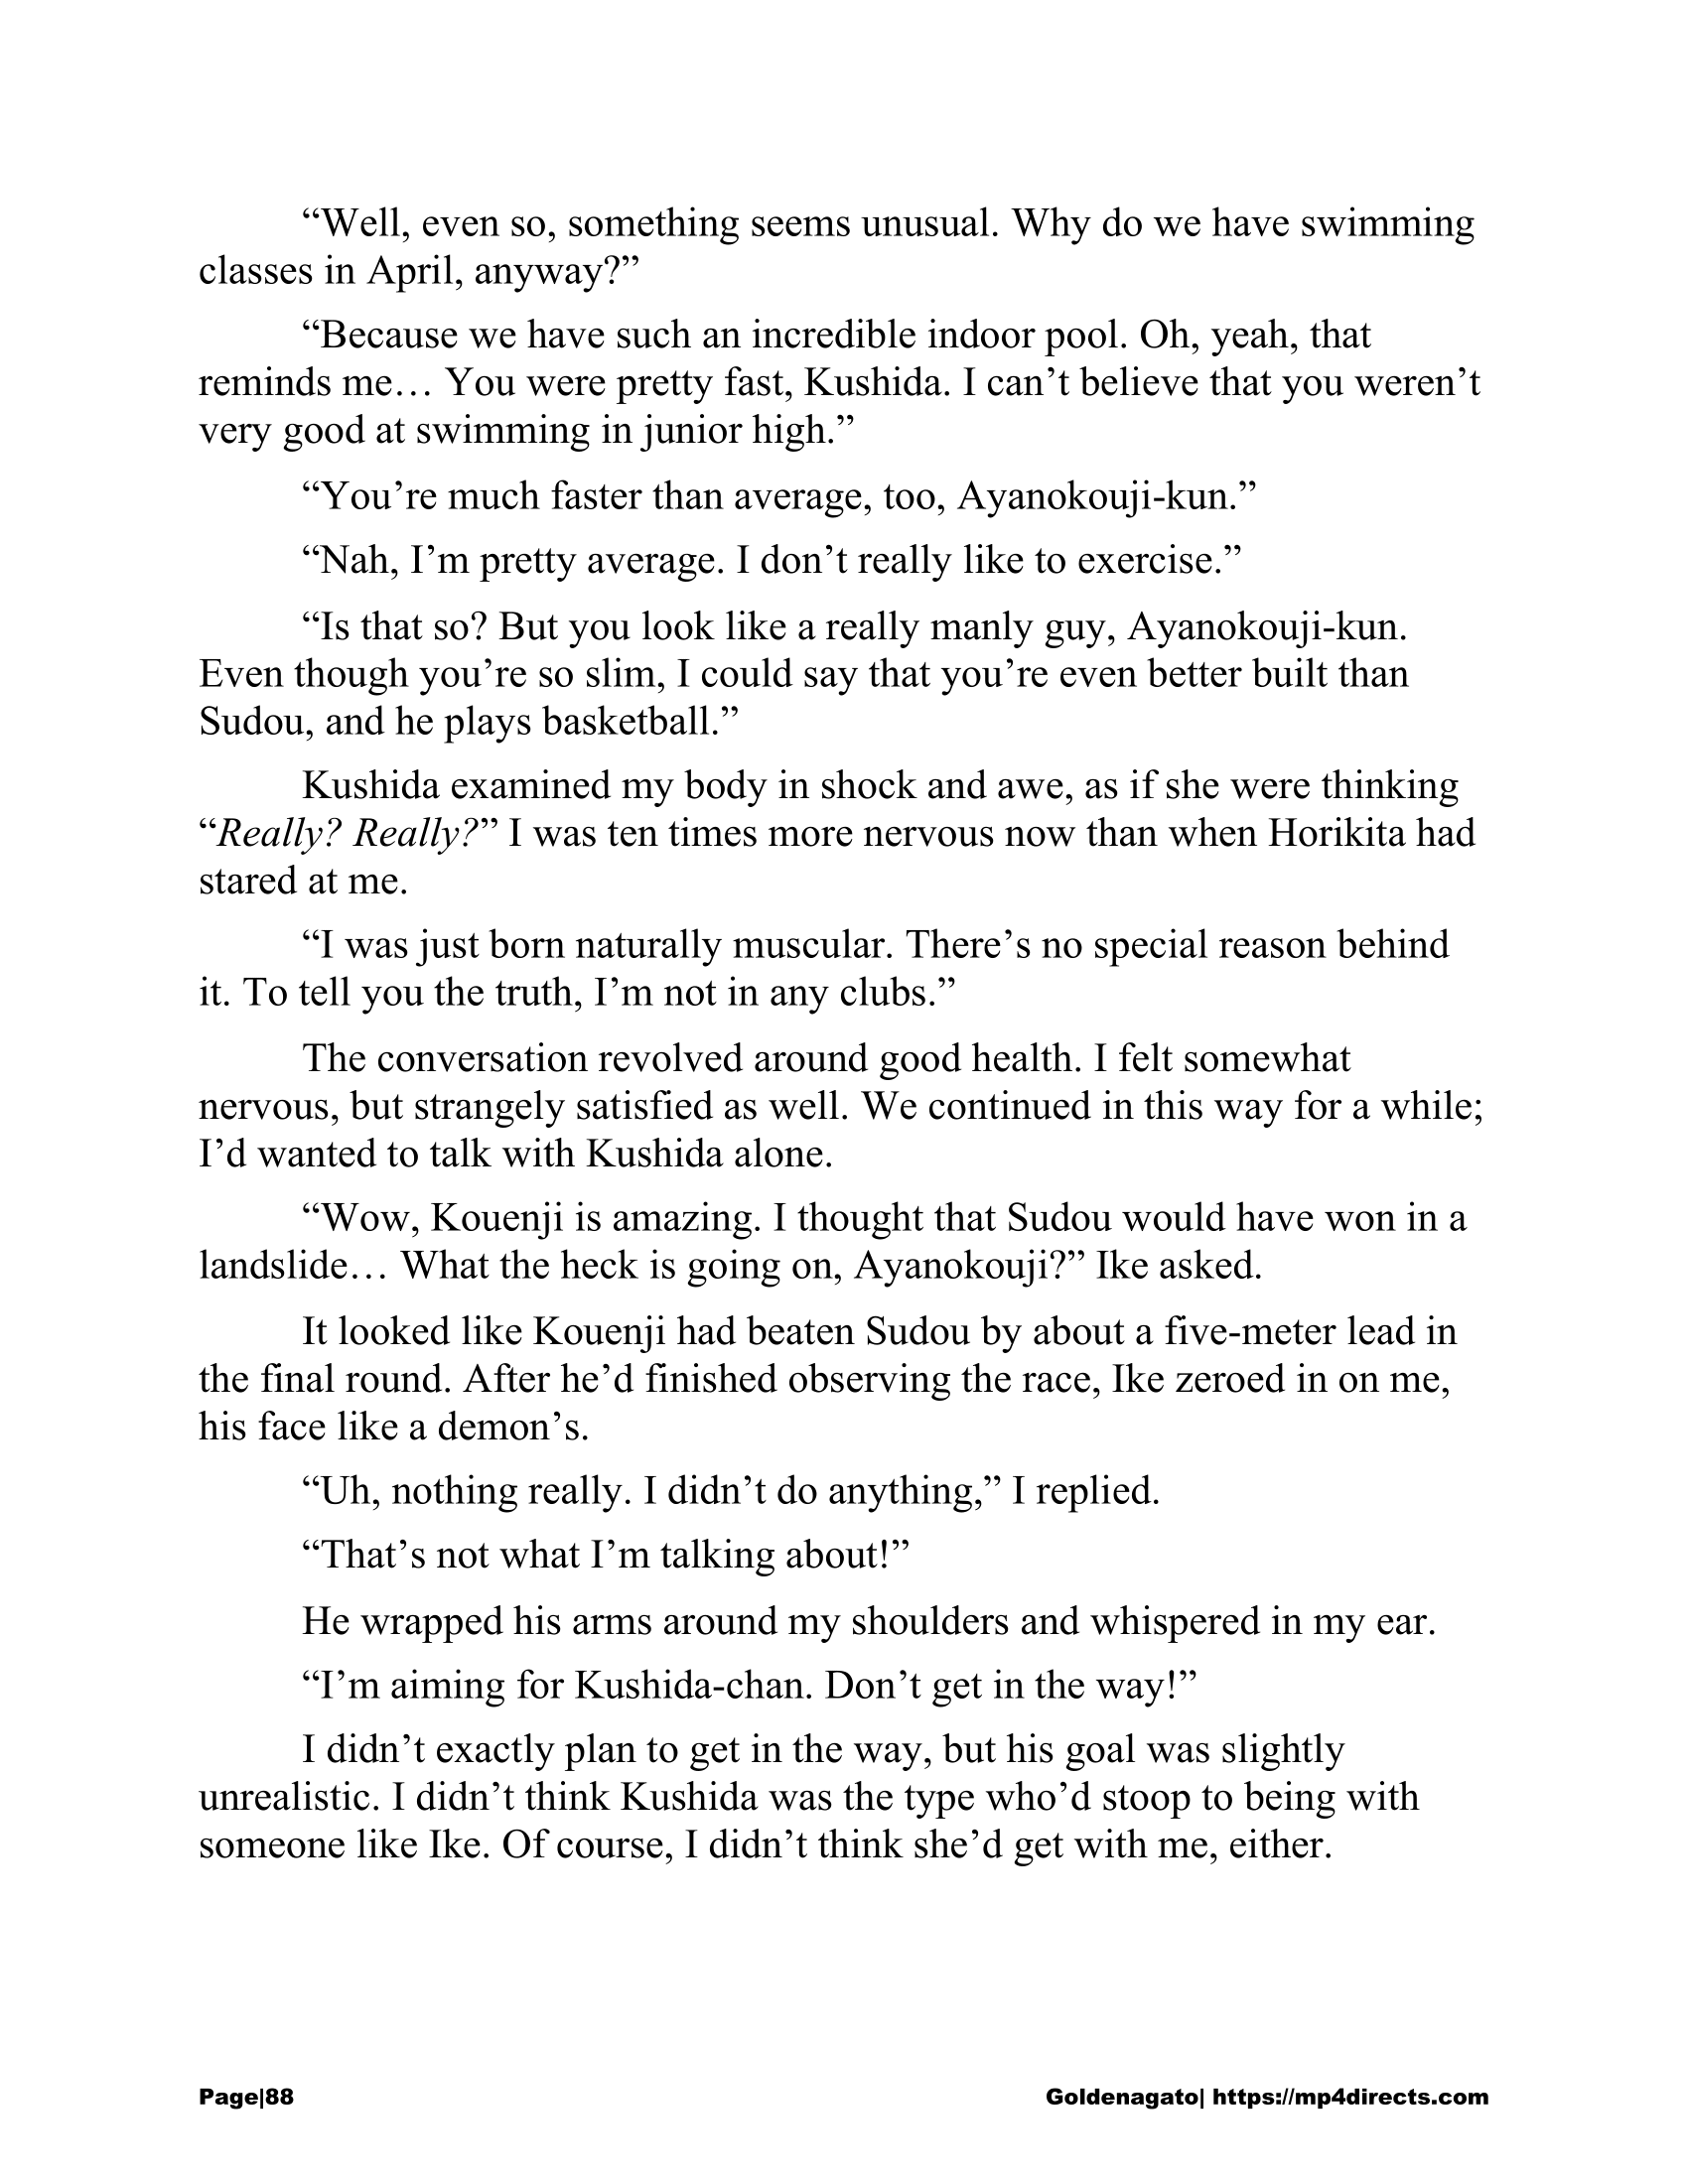 “Well, even so, something seems unusual. Why do we have swimming
classes in April, anyway?”
“Because we have such an incredible indoor pool. Oh, yeah, that
reminds me… You were pretty fast, Kushida. I can’t believe that you weren’t
very good at swimming in junior high.”
“You’re much faster than average, too, Ayanokouji-kun.”
“Nah, I’m pretty average. I don’t really like to exercise.”
“Is that so? But you look like a really manly guy, Ayanokouji-kun.
Even though you’re so slim, I could say that you’re even better built than
Sudou, and he plays basketball.”
Kushida examined my body in shock and awe, as if she were thinking
“Really? Really?” I was ten times more nervous now than when Horikita had
stared at me.
“I was just born naturally muscular. There’s no special reason behind
it. To tell you the truth, I’m not in any clubs.”
The conversation revolved around good health. I felt somewhat
nervous, but strangely satisfied as well. We continued in this way for a while;
I’d wanted to talk with Kushida alone.
“Wow, Kouenji is amazing. I thought that Sudou would have won in a
landslide… What the heck is going on, Ayanokouji?” Ike asked.
It looked like Kouenji had beaten Sudou by about a five-meter lead in
the final round. After he’d finished observing the race, Ike zeroed in on me,
his face like a demon’s.
“Uh, nothing really. I didn’t do anything,” I replied.
“That’s not what I’m talking about!”
He wrapped his arms around my shoulders and whispered in my ear.
“I’m aiming for Kushida-chan. Don’t get in the way!”
I didn’t exactly plan to get in the way, but his goal was slightly
unrealistic. I didn’t think Kushida was the type who’d stoop to being with
someone like Ike. Of course, I didn’t think she’d get with me, either.
Page|88
Goldenagato| https://mp4directs.com